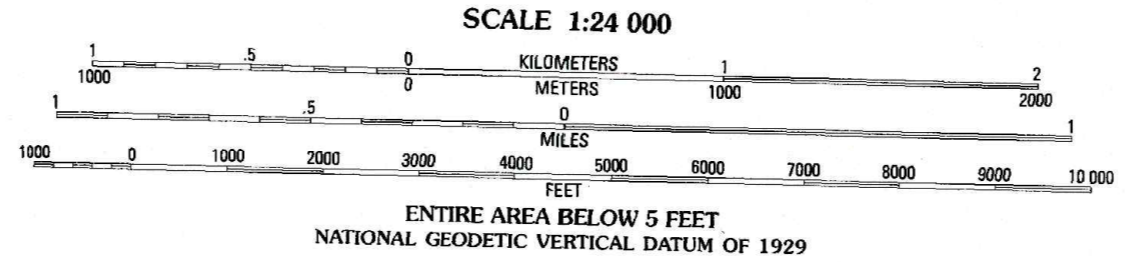 SCALE 1:24 000
1 .5 0 KILOMETERS 1 2
1000 0 METERS 1000 2000
1 .5 0 1
MILES
1000 0 1000 2000 3000 4000 5000 6000 7000 8000 9000 10 000
FEET
ENTIRE AREA BELOW 5 FEET
NATIONAL GEODETIC VERTICAL DATUM OF 1929